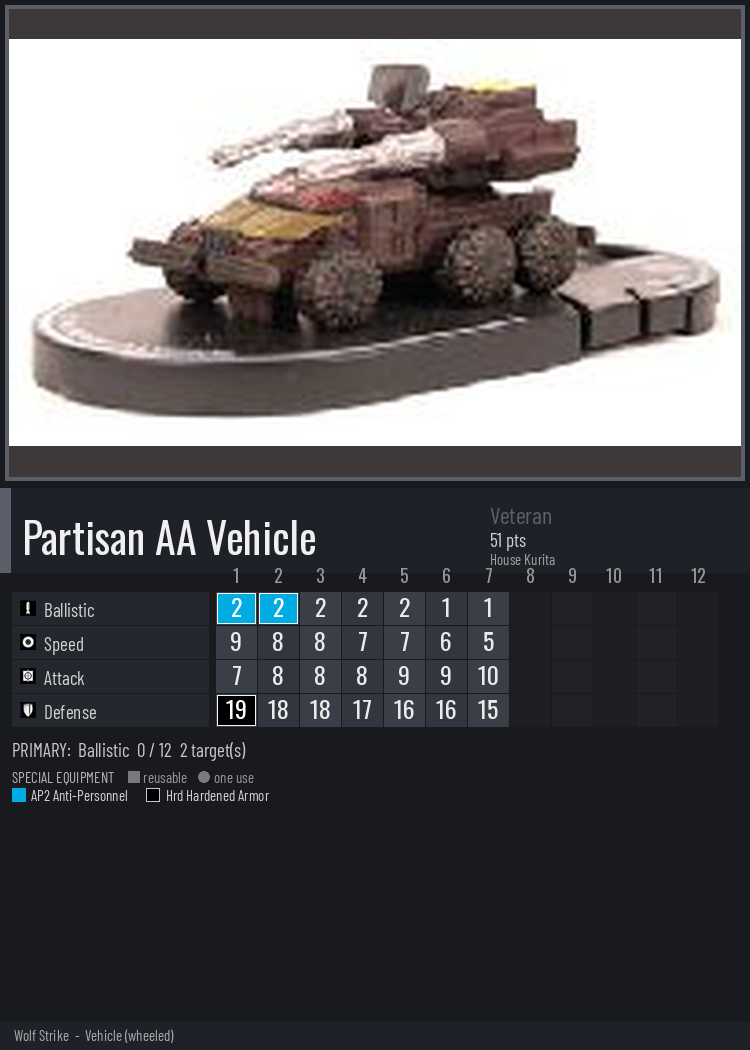 Partisan AA Vehicle
Veteran
51 pts
House Kurita
1 2 3 4 5 6 7 8 9 10 11 12
Ballistic 2 2 2 2 2 1 1
Speed 9 8 8 7 7 6 5
Attack 7 8 8 8 9 9 10
Defense 19 18 18 17 16 16 15
PRIMARY: Ballistic 0 / 12 2 target(s)
SPECIAL EQUIPMENT reusable one use
AP2 Anti-Personnel Hrd Hardened Armor
Wolf Strike - Vehicle (wheeled)